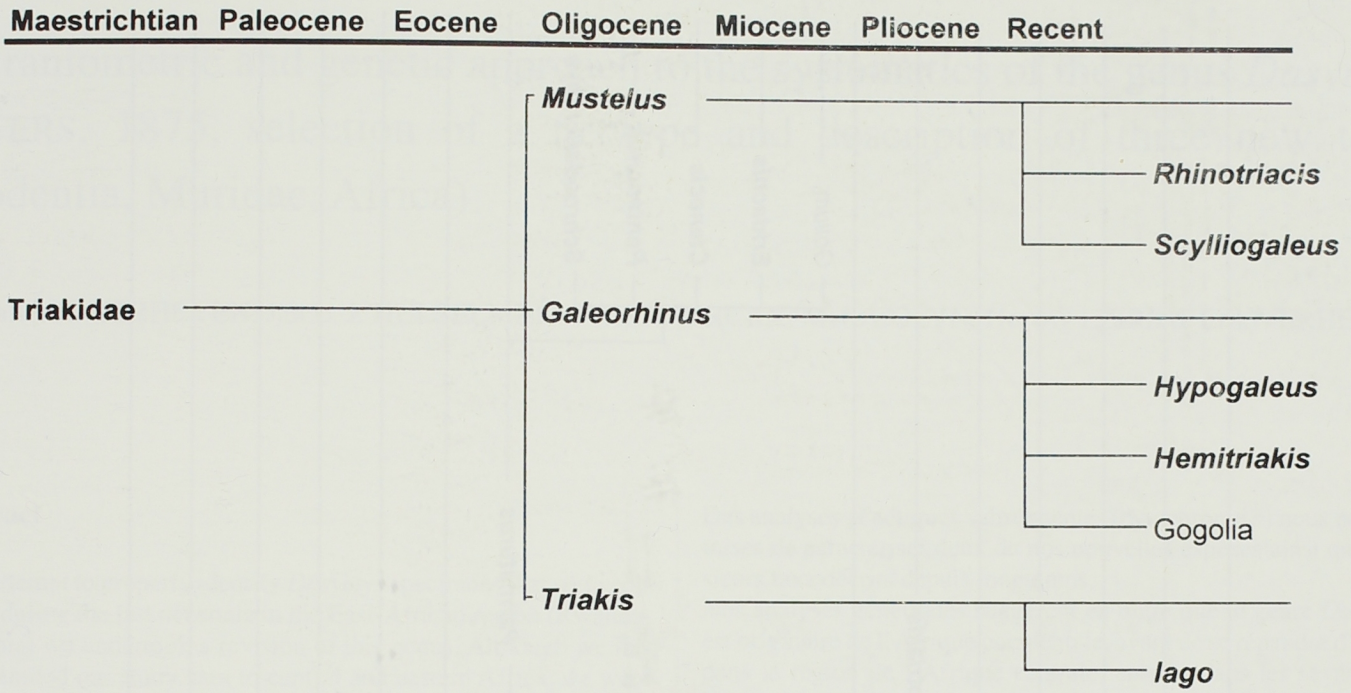 Maestrichtian Paleocene Eocene Oligocene Miocene Pliocene Recent
Mustelus
Rhinotriacis
Scylliogaleus
Triakidae Galeorhinus
Hypogaleus
Hemitriakis
Gogolia
Triakis
Iago